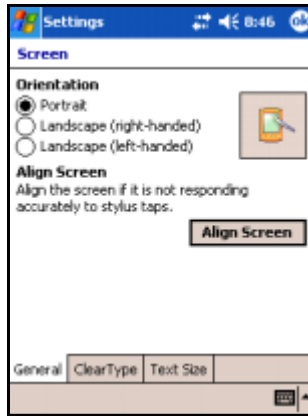 Settings 8:46 ok
Screen
Orientation
Portrait
Landscape (right-handed)
Landscape (left-handed)
Align Screen
Align the screen if it is not responding
accurately to stylus taps.
Align Screen
General ClearType Text Size